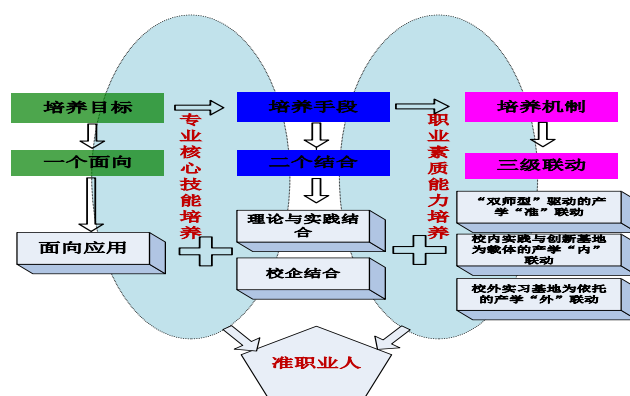 培养目标
培养手段
培养机制
专业核心技能培养
职业素质能力培养
一个面向
二个结合
三级联动
面向应用
理论与实践结
合
校企结合
“双师型”驱动的产
学“准”联动
校内实践与创新基地
为载体的产学“内”
联动
校外实习基地为依托
的产学“外”联动
准职业人